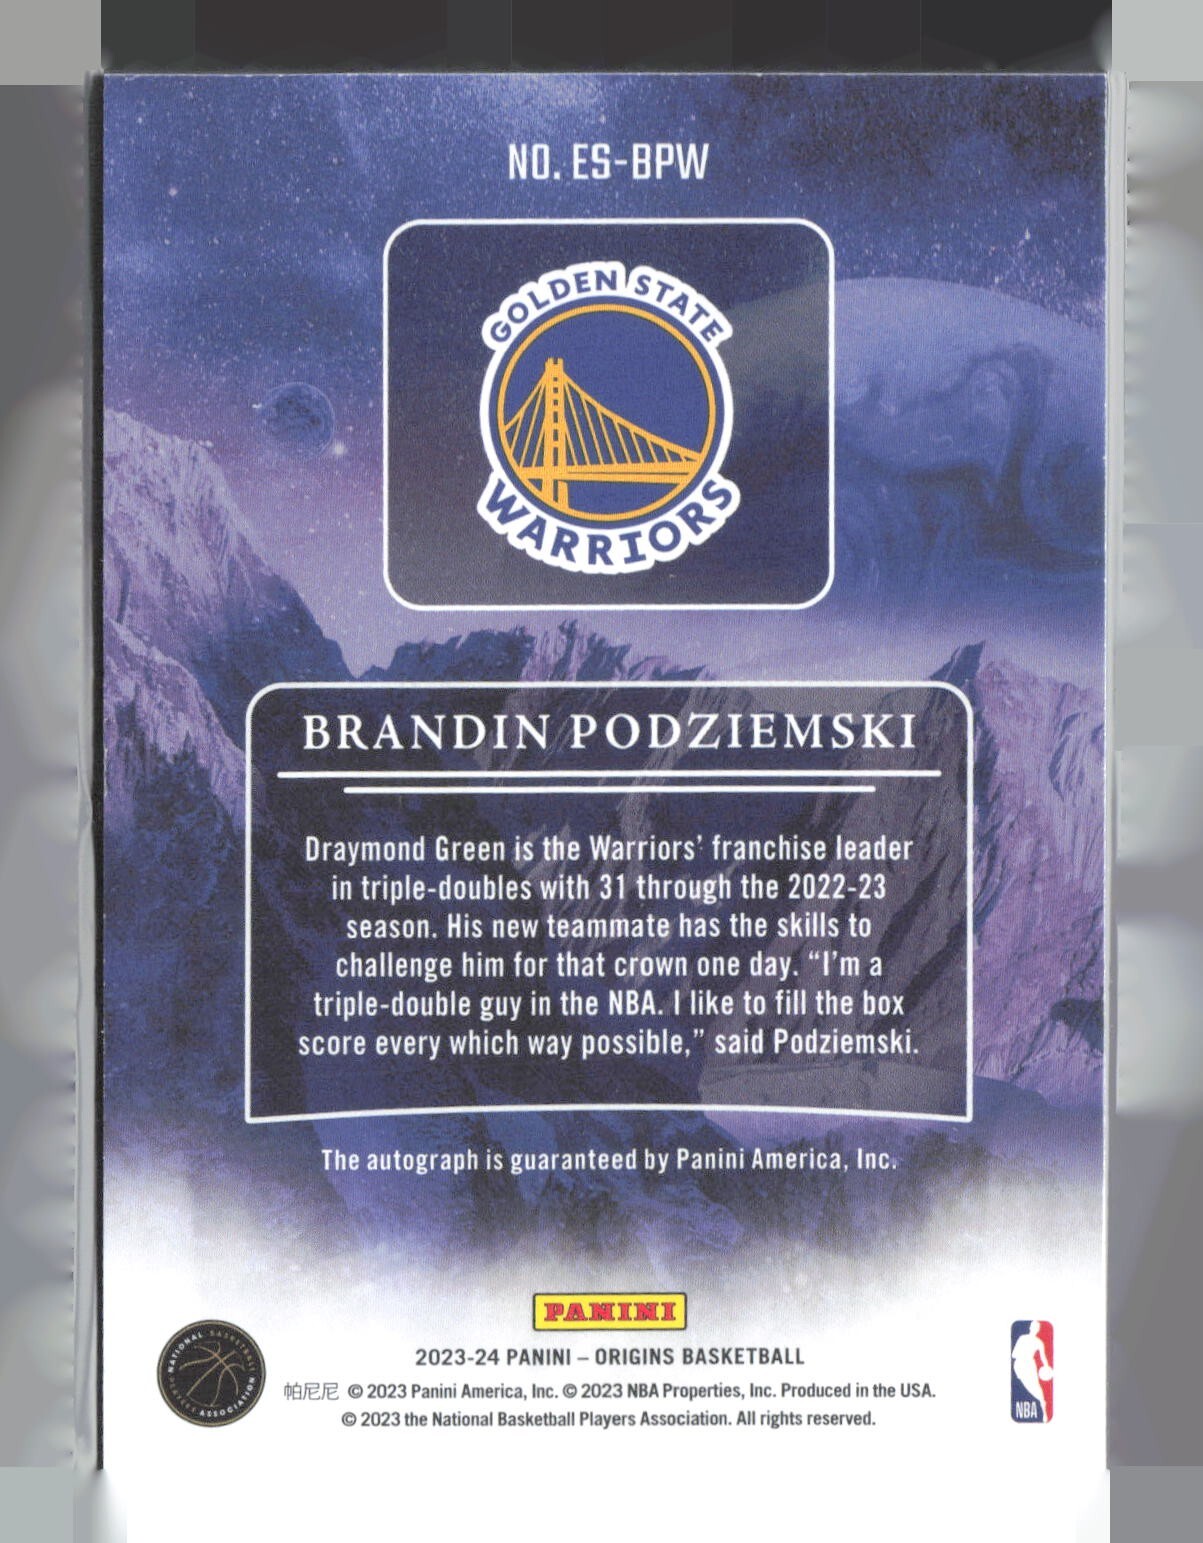 NO. ES-BPW
GOLDEN STATE
WARRIORS
BRANDIN PODZIEMSKI
Draymond Green is the Warriors' franchise leader
in triple-doubles with 31 through the 2022-23
season. His new teammate has the skills to
challenge him for that crown one day. “I'm a
triple-double guy in the NBA. I like to fill the box
score every which way possible,” said Podziemski.
The autograph is guaranteed by Panini America, Inc.
PANINI
NATIONAL BASKETBALL
PLAYERS ASSOCIATION
2023-24 PANINI – ORIGINS BASKETBALL
帕尼尼 © 2023 Panini America, Inc. © 2023 NBA Properties, Inc. Produced in the USA.
© 2023 the National Basketball Players Association. All rights reserved.
NBA